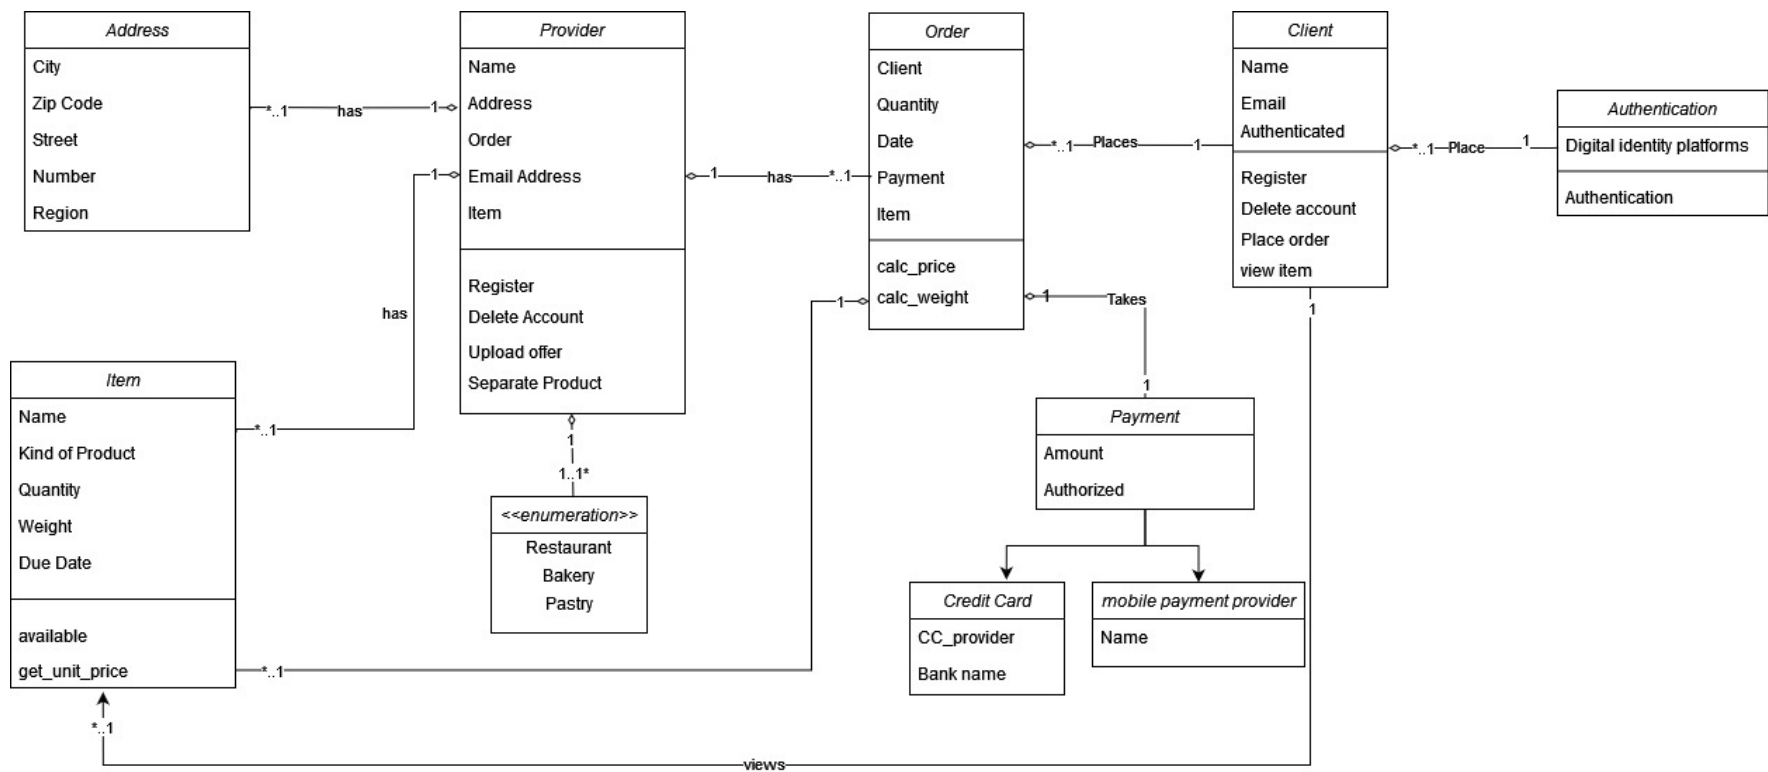 Address
City
Zip Code
Street
Number
Region
*..1
has
1
Provider
Name
Address
Order
Email Address
Item
Register
Delete Account
Upload offer
Separate Product
1
has
*..1
1
has
*..1
Order
Client
Quantity
Date
Payment
Item
calc_price
calc_weight
*..1
Places
1
Client
Name
Email
Authenticated
Register
Delete account
Place order
view item
*..1
Place
1
Authentication
Digital identity platforms
Authentication
1
Takes
1
1
*..1
1
Item
Name
Kind of Product
Quantity
Weight
Due Date
available
get_unit_price
1
1..1*
<<enumeration>>
Restaurant
Bakery
Pastry
Payment
Amount
Authorized
Credit Card
CC_provider
Bank name
mobile payment provider
Name
*..1
views